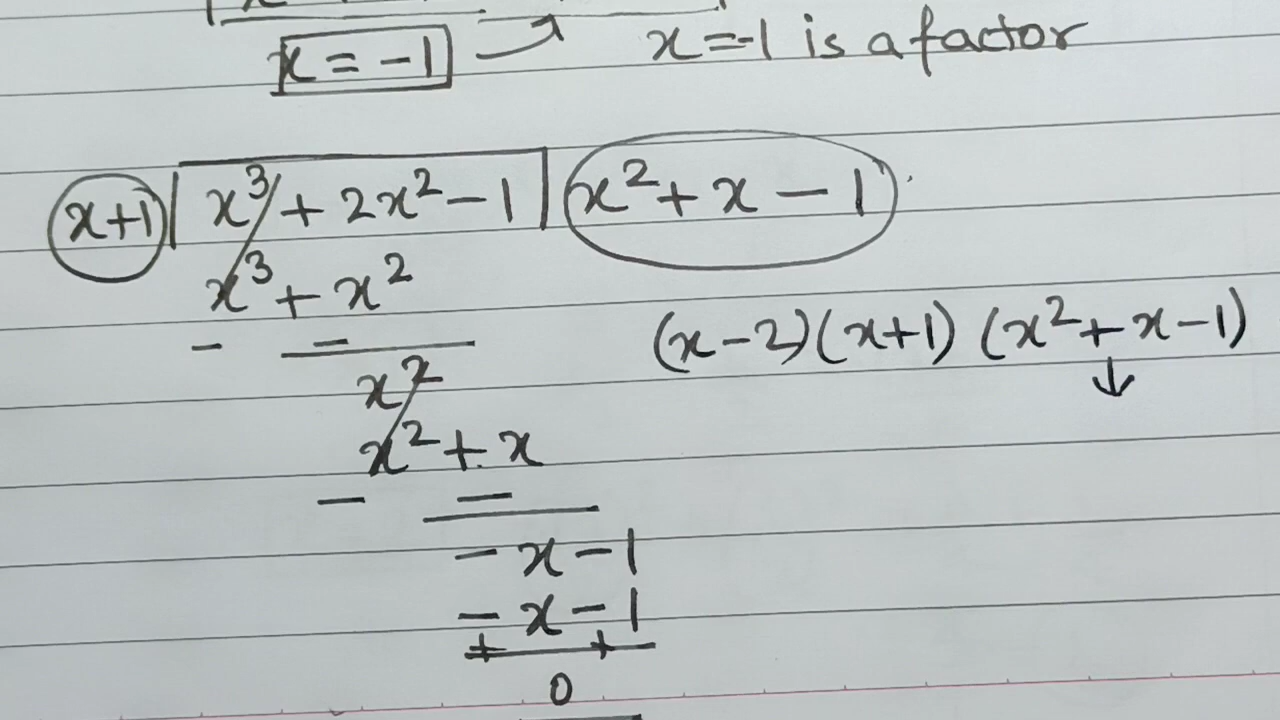 x = -1 x = -1 is a factor
x+1 x³ + 2x² - 1 x² + x - 1
x³ + x²
- -
(x-2)(x+1) (x² + x - 1)
↓
x²
x² + x
- -
- x - 1
- x - 1
+ +
0